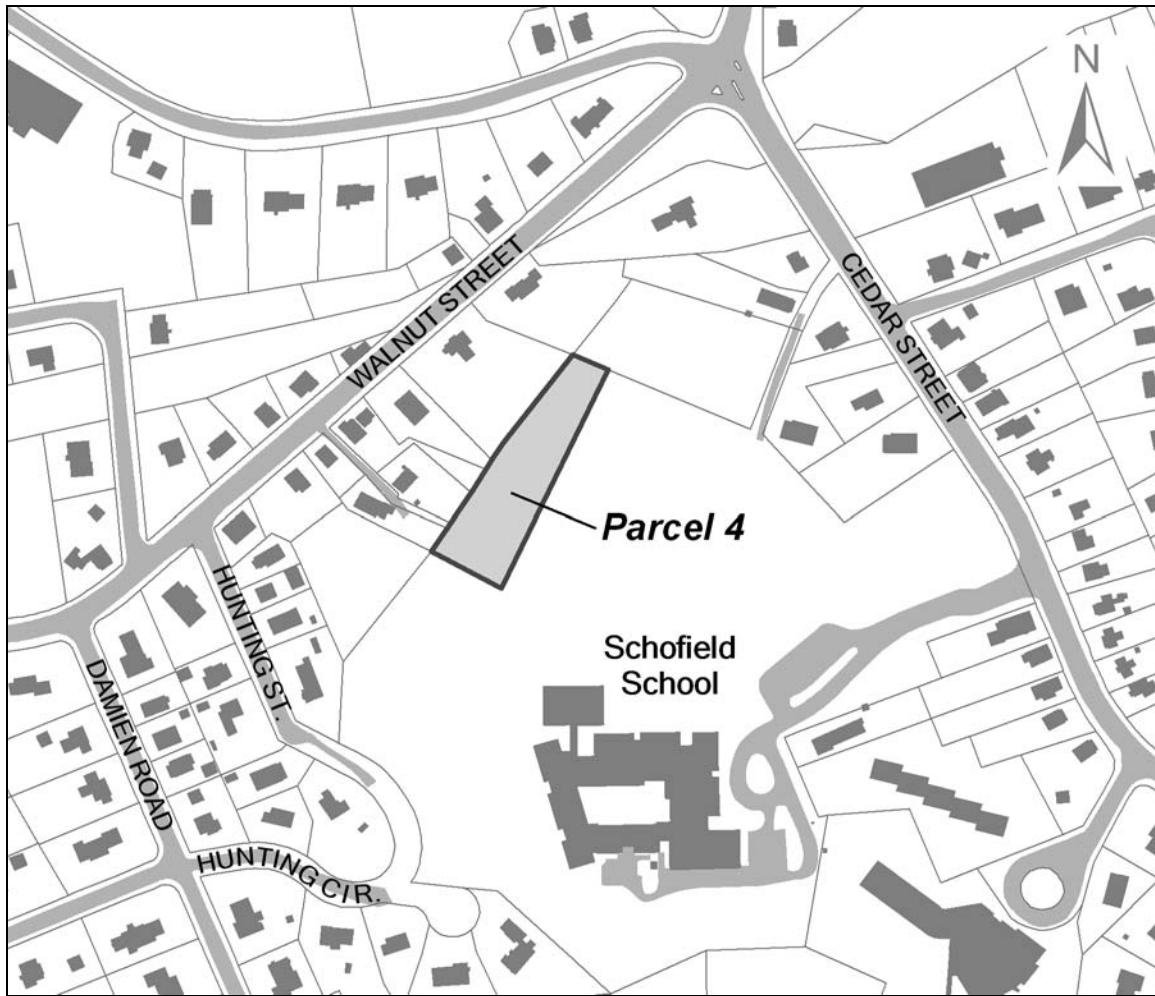 N
WALNUT STREET
CEDAR STREET
Parcel 4
HUNTING ST.
Schofield
School
DAMIEN ROAD
HUNTING CIR.